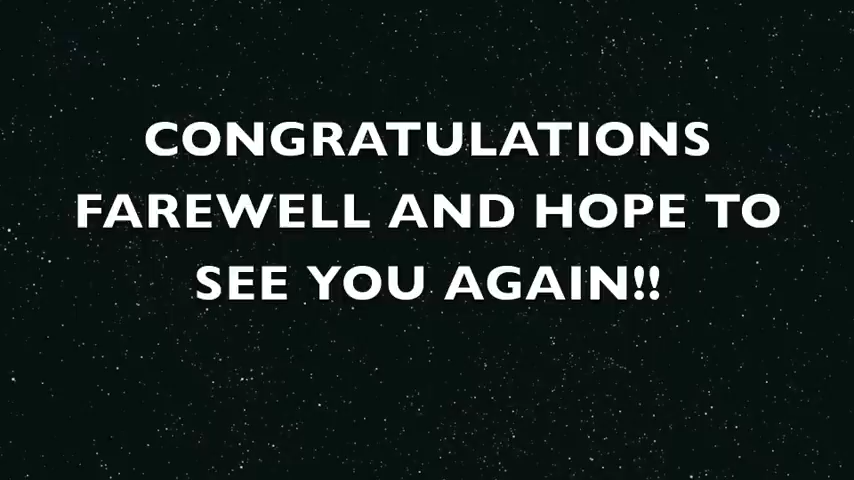 CONGRATULATIONS
FAREWELL AND HOPE TO
SEE YOU AGAIN!!